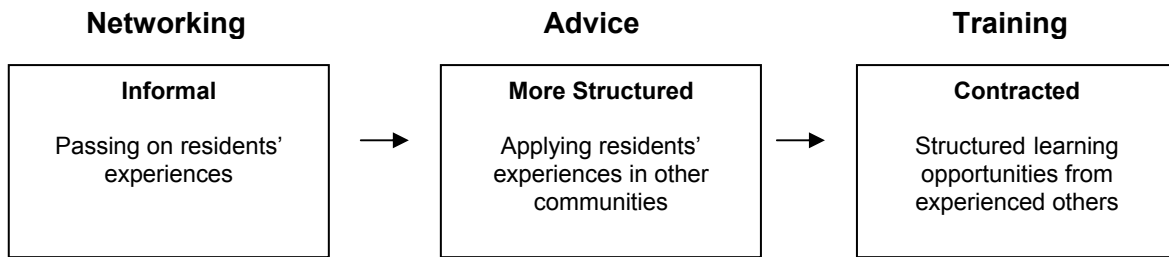 Networking
Informal
Passing on residents’
experiences
Advice
More Structured
Applying residents’
experiences in other
communities
Training
Contracted
Structured learning
opportunities from
experienced others